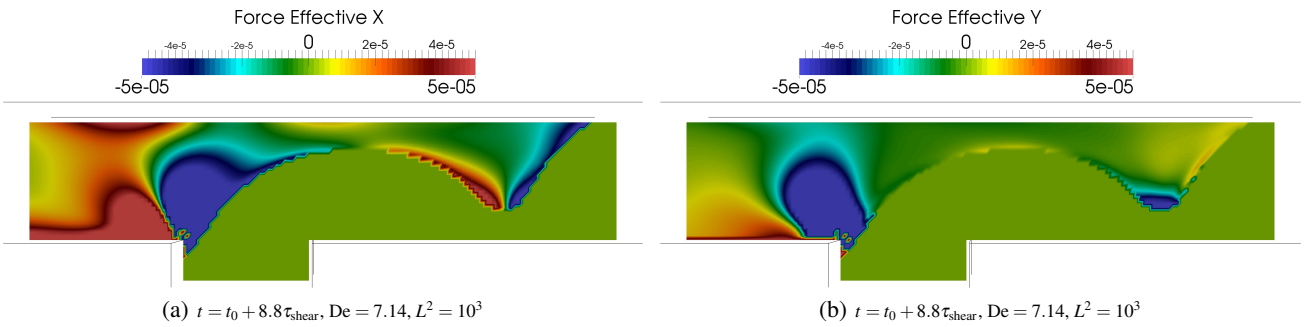 Force Effective X
-4e-5 -2e-5 0 2e-5 4e-5
-5e-05 5e-05
(a) t = t₀ + 8.8τ_shear, De = 7.14, L² = 10³
Force Effective Y
-4e-5 -2e-5 0 2e-5 4e-5
-5e-05 5e-05
(b) t = t₀ + 8.8τ_shear, De = 7.14, L² = 10³